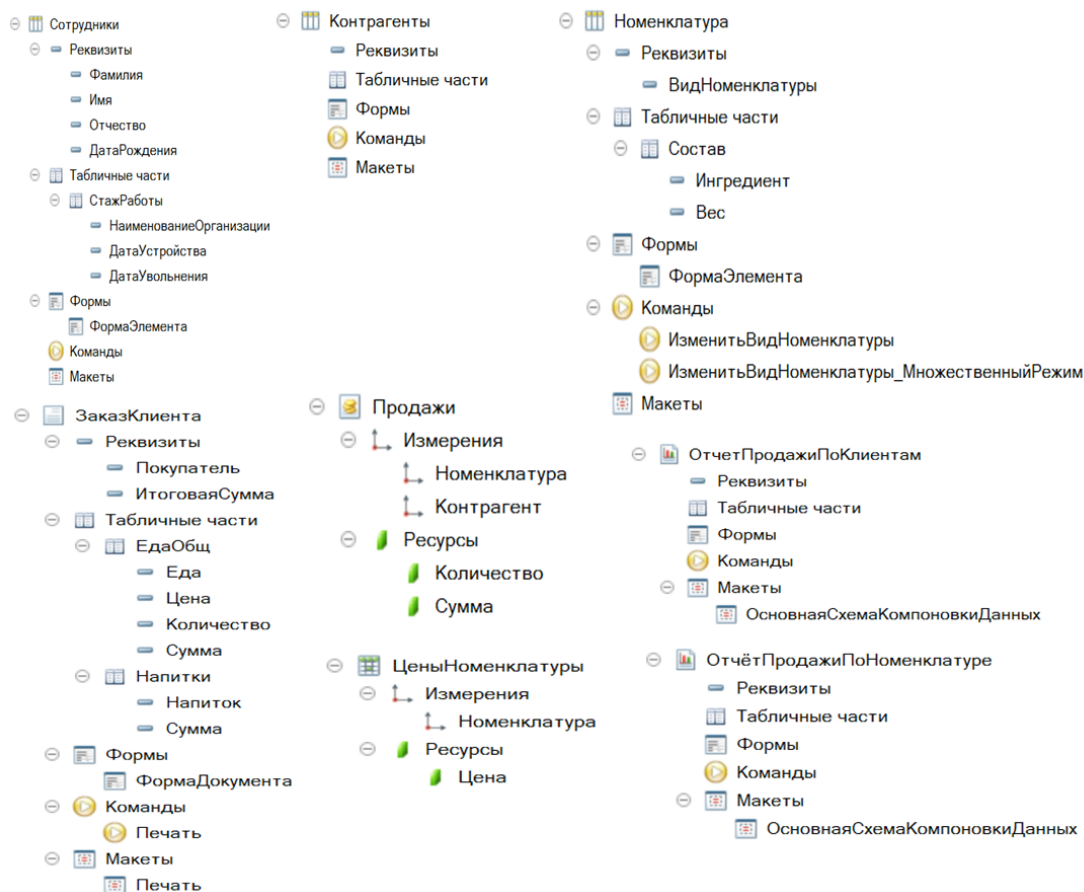 Сотрудники
Реквизиты
Фамилия
Имя
Отчество
ДатаРождения
Табличные части
СтажРаботы
НаименованиеОрганизации
ДатаУстройства
ДатаУвольнения
Формы
ФормаЭлемента
Команды
Макеты
Контрагенты
Реквизиты
Табличные части
Формы
Команды
Макеты
Номенклатура
Реквизиты
ВидНоменклатуры
Табличные части
Состав
Ингредиент
Вес
Формы
ФормаЭлемента
Команды
ИзменитьВидНоменклатуры
ИзменитьВидНоменклатуры_МножественныйРежим
Макеты
ЗаказКлиента
Реквизиты
Покупатель
ИтоговаяСумма
Табличные части
ЕдаОбщ
Еда
Цена
Количество
Сумма
Напитки
Напиток
Сумма
Формы
ФормаДокумента
Команды
Печать
Макеты
Печать
Продажи
Измерения
Номенклатура
Контрагент
Ресурсы
Количество
Сумма
ЦеныНоменклатуры
Измерения
Номенклатура
Ресурсы
Цена
ОтчетПродажиПоКлиентам
Реквизиты
Табличные части
Формы
Команды
Макеты
ОсновнаяСхемаКомпоновкиДанных
ОтчётПродажиПоНоменклатуре
Реквизиты
Табличные части
Формы
Команды
Макеты
ОсновнаяСхемаКомпоновкиДанных